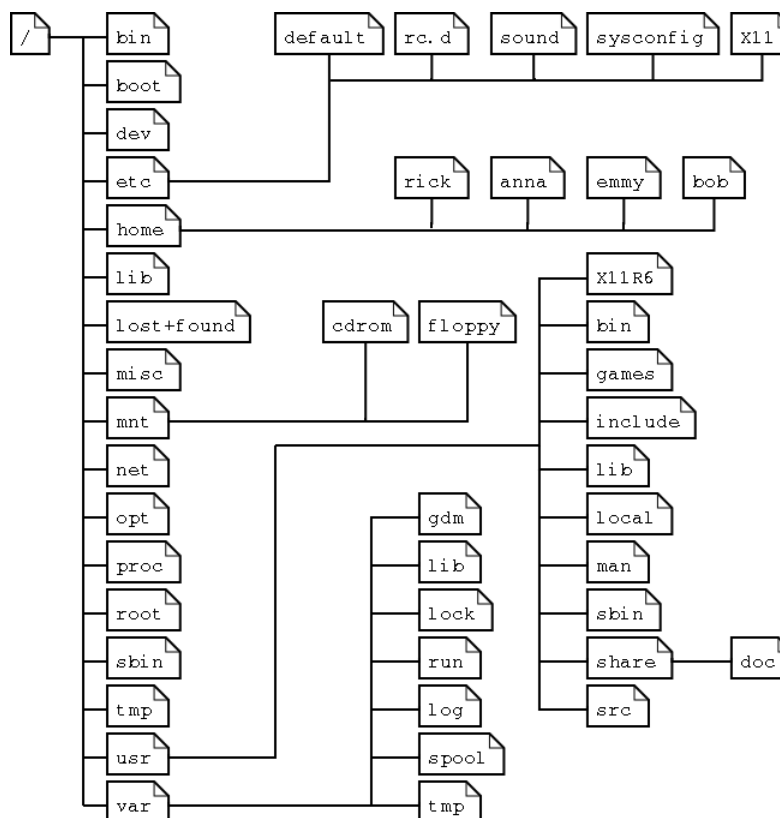 / bin default rc.d sound sysconfig X11
boot
dev
etc rick anna emmy bob
home
lib X11R6
lost+found cdrom floppy bin
misc games
mnt include
net lib
opt gdm local
proc lib man
root lock sbin
sbin run share doc
tmp log src
usr spool
var tmp